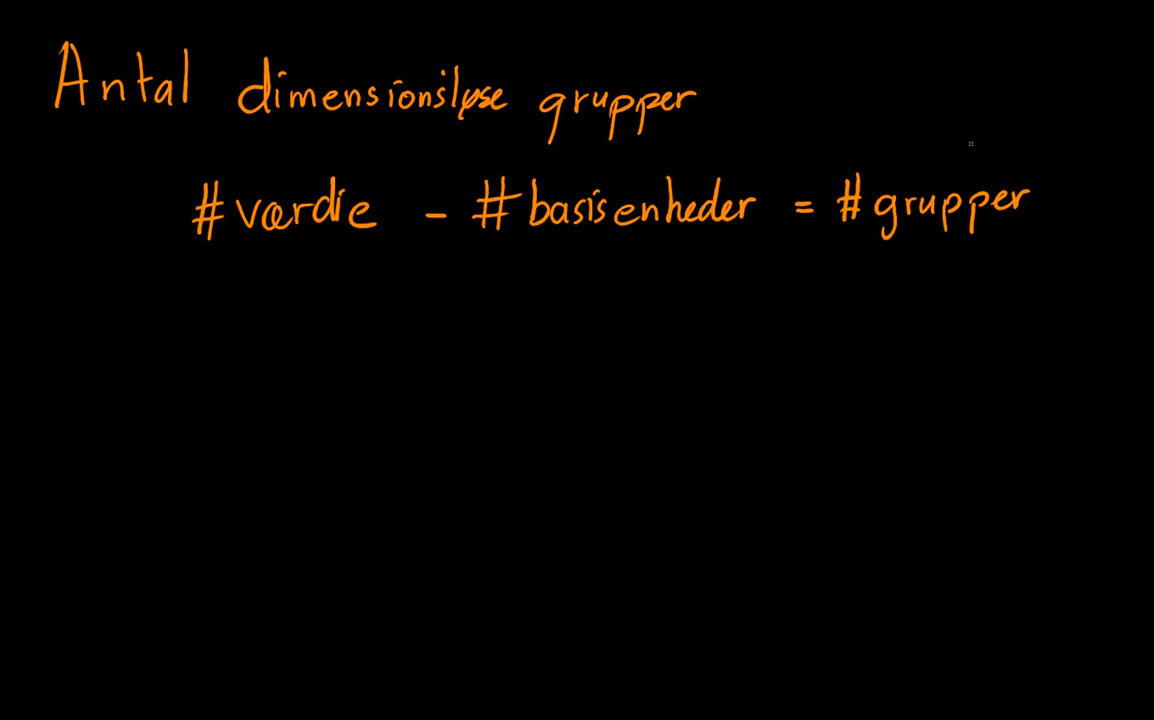 Antal dimensionsløse grupper
#værdie - #basisenheder = #grupper